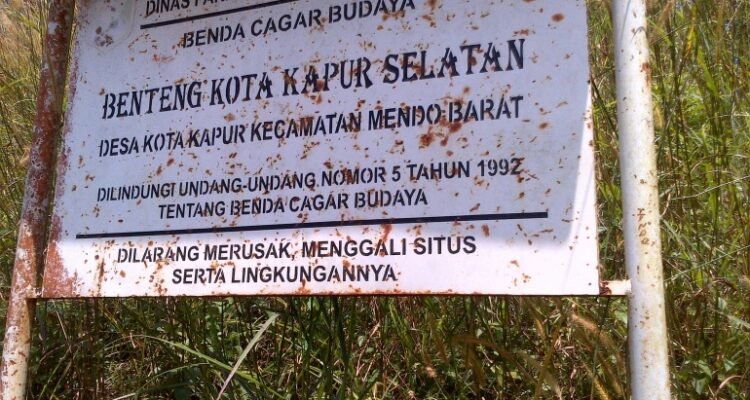 DINAS
BENDA CAGAR BUDAYA
BENTENG KOTA KAPUR SELATAN
DESA KOTA KAPUR KECAMATAN MENDO BARAT
DILINDUNGI UNDANG-UNDANG NOMOR 5 TAHUN 1992
TENTANG BENDA CAGAR BUDAYA
DILARANG MERUSAK, MENGGALI SITUS
SERTA LINGKUNGANNYA